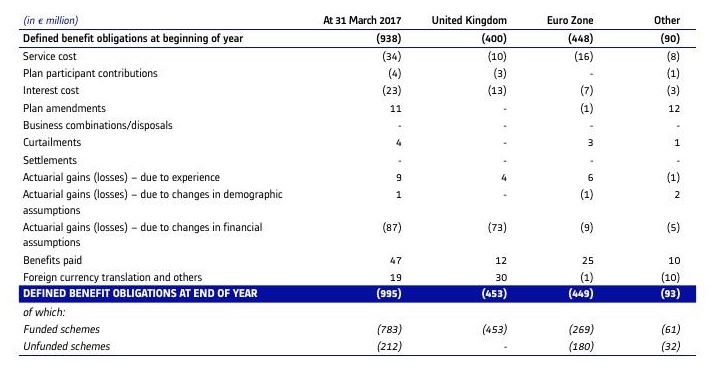 (in € million) At 31 March 2017 United Kingdom Euro Zone Other
Defined benefit obligations at beginning of year (938) (400) (448) (90)
Service cost (34) (10) (16) (8)
Plan participant contributions (4) (3) - (1)
Interest cost (23) (13) (7) (3)
Plan amendments 11 - (1) 12
Business combinations/disposals - - - -
Curtailments 4 - 3 1
Settlements - - - -
Actuarial gains (losses) – due to experience 9 4 6 (1)
Actuarial gains (losses) – due to changes in demographic 1 - (1) 2
assumptions
Actuarial gains (losses) – due to changes in financial (87) (73) (9) (5)
assumptions
Benefits paid 47 12 25 10
Foreign currency translation and others 19 30 (1) (10)
DEFINED BENEFIT OBLIGATIONS AT END OF YEAR (995) (453) (449) (93)
of which:
Funded schemes (783) (453) (269) (61)
Unfunded schemes (212) - (180) (32)